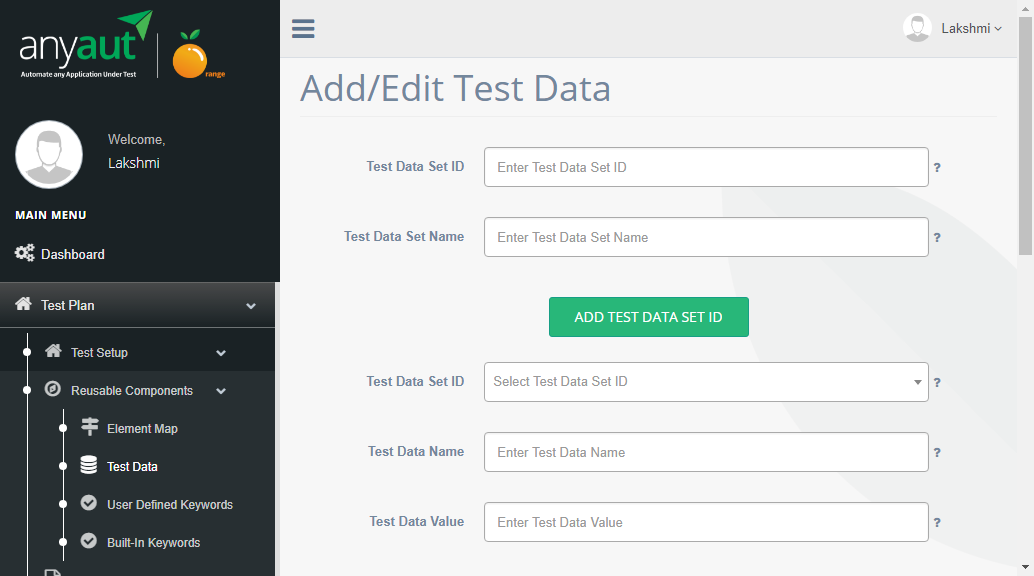 anyaut
Automate any Application Under Test
range
Lakshmi
Welcome,
Lakshmi
MAIN MENU
Dashboard
Test Plan
Test Setup
Reusable Components
Element Map
Test Data
User Defined Keywords
Built-In Keywords
Add/Edit Test Data
Test Data Set ID Enter Test Data Set ID ?
Test Data Set Name Enter Test Data Set Name ?
ADD TEST DATA SET ID
Test Data Set ID Select Test Data Set ID ?
Test Data Name Enter Test Data Name ?
Test Data Value Enter Test Data Value ?